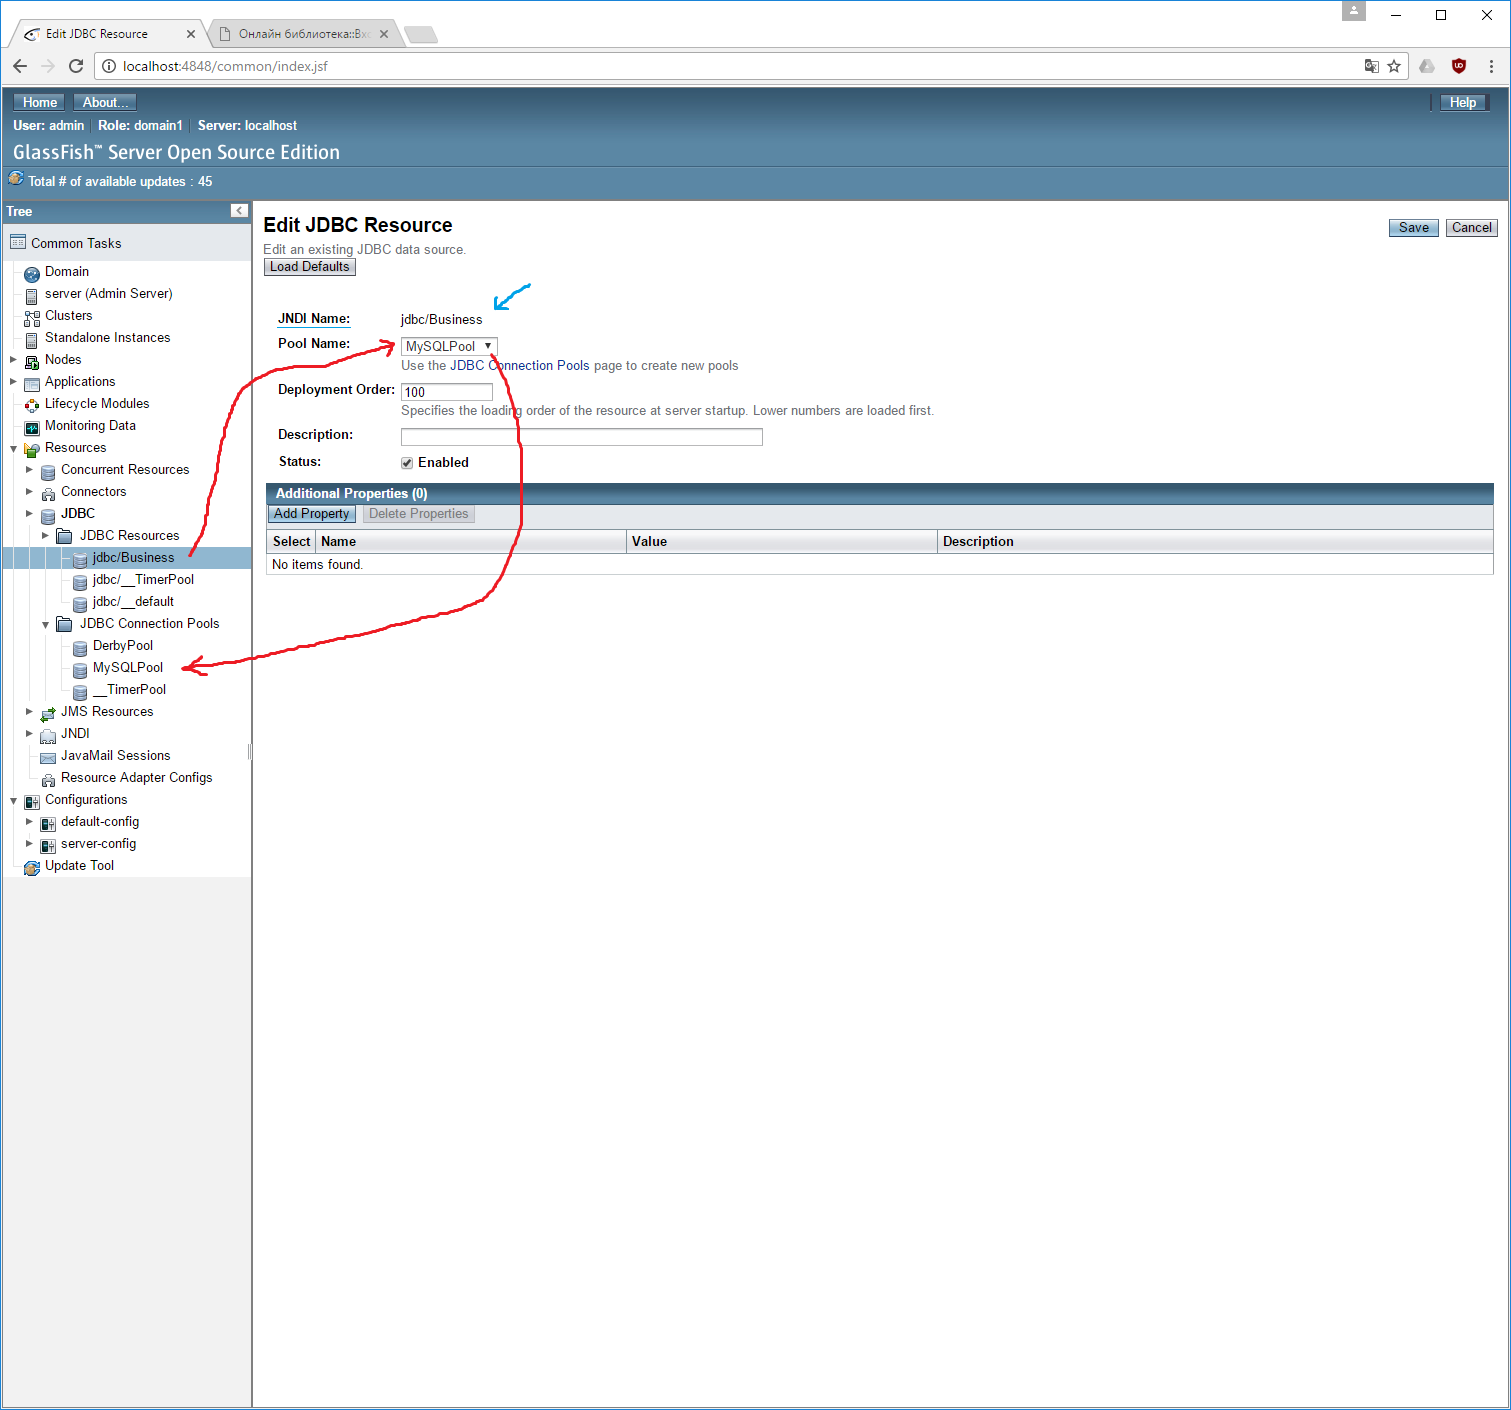 Edit JDBC Resource
Онлайн библиотека::Вхо
localhost:4848/common/index.jsf
Home About... Help
User: admin Role: domain1 Server: localhost
GlassFish™ Server Open Source Edition
Total # of available updates : 45
Tree
Common Tasks
Domain
server (Admin Server)
Clusters
Standalone Instances
Nodes
Applications
Lifecycle Modules
Monitoring Data
Resources
Concurrent Resources
Connectors
JDBC
JDBC Resources
jdbc/Business
jdbc/__TimerPool
jdbc/__default
JDBC Connection Pools
DerbyPool
MySQLPool
__TimerPool
JMS Resources
JNDI
JavaMail Sessions
Resource Adapter Configs
Configurations
default-config
server-config
Update Tool
Edit JDBC Resource
Save Cancel
Edit an existing JDBC data source.
Load Defaults
JNDI Name: jdbc/Business
Pool Name: MySQLPool
Use the JDBC Connection Pools page to create new pools
Deployment Order: 100
Specifies the loading order of the resource at server startup. Lower numbers are loaded first.
Description:
Status: Enabled
Additional Properties (0)
Add Property Delete Properties
Select Name Value Description
No items found.